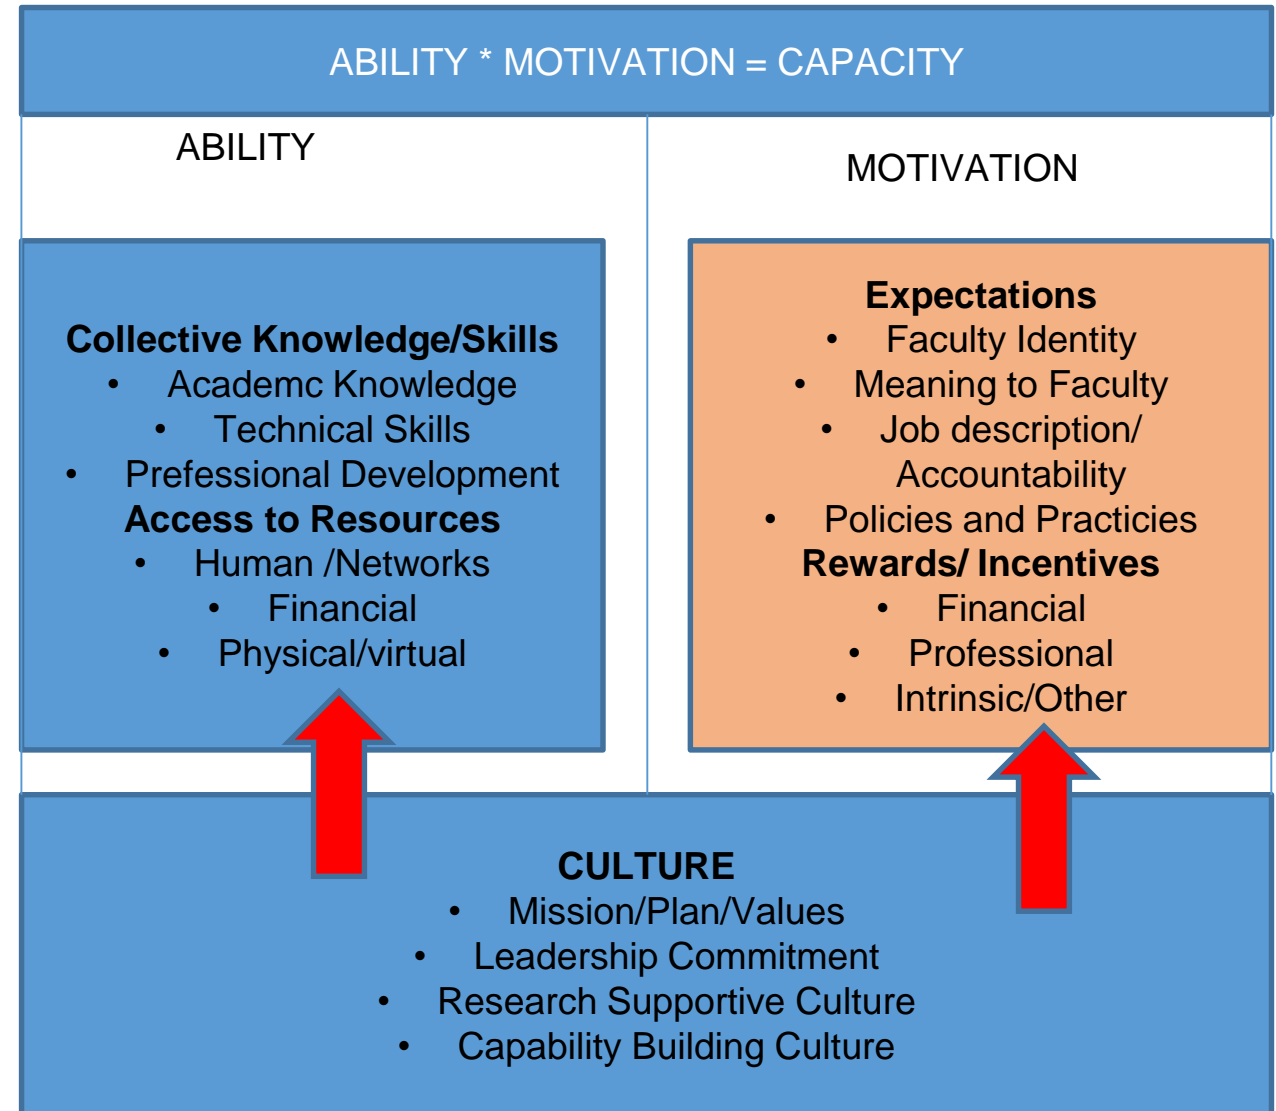 ABILITY * MOTIVATION = CAPACITY
ABILITY
MOTIVATION
Collective Knowledge/Skills
• Academc Knowledge
• Technical Skills
• Prefessional Development
Access to Resources
• Human /Networks
• Financial
• Physical/virtual
Expectations
• Faculty Identity
• Meaning to Faculty
• Job description/
Accountability
• Policies and Practicies
Rewards/ Incentives
• Financial
• Professional
• Intrinsic/Other
CULTURE
• Mission/Plan/Values
• Leadership Commitment
• Research Supportive Culture
• Capability Building Culture